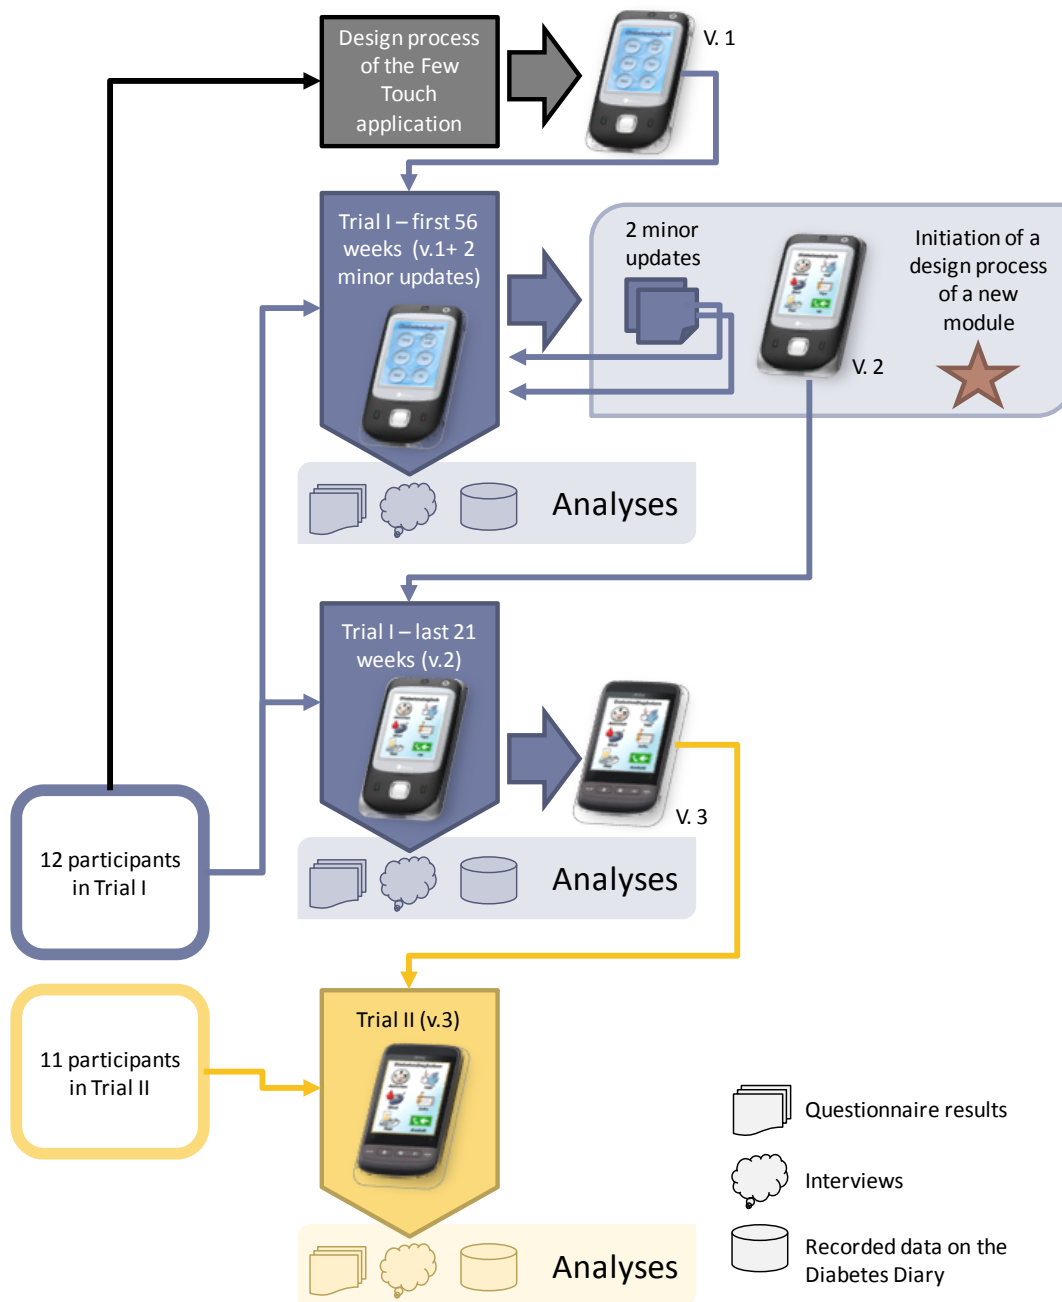 Design process
of the Few
Touch
application
V. 1
Trial I – first 56
weeks (v.1+ 2
minor updates)
2 minor
updates
Initiation of a
design process
of a new
module
V. 2
Analyses
Trial I – last 21
weeks (v.2)
V. 3
12 participants
in Trial I
Analyses
11 participants
in Trial II
Trial II (v.3)
Questionnaire results
Interviews
Recorded data on the
Diabetes Diary
Analyses